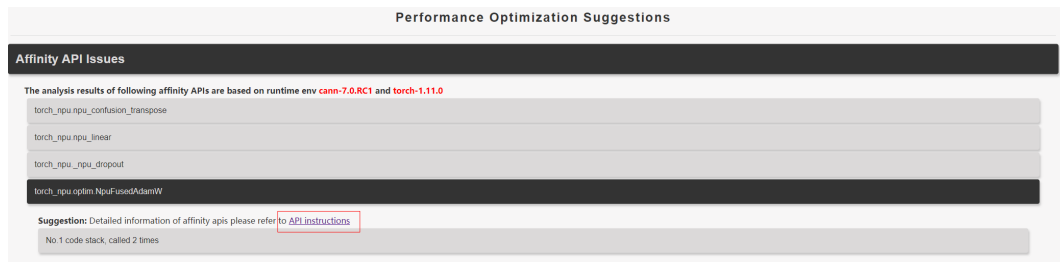 Performance Optimization Suggestions
Affinity API Issues
The analysis results of following affinity APIs are based on runtime env cann-7.0.RC1 and torch-1.11.0
torch_npu.npu_confusion_transpose
torch_npu.npu_linear
torch_npu._npu_dropout
torch_npu.optim.NpuFusedAdamW
Suggestion: Detailed information of affinity apis please refer to API instructions
No.1 code stack, called 2 times